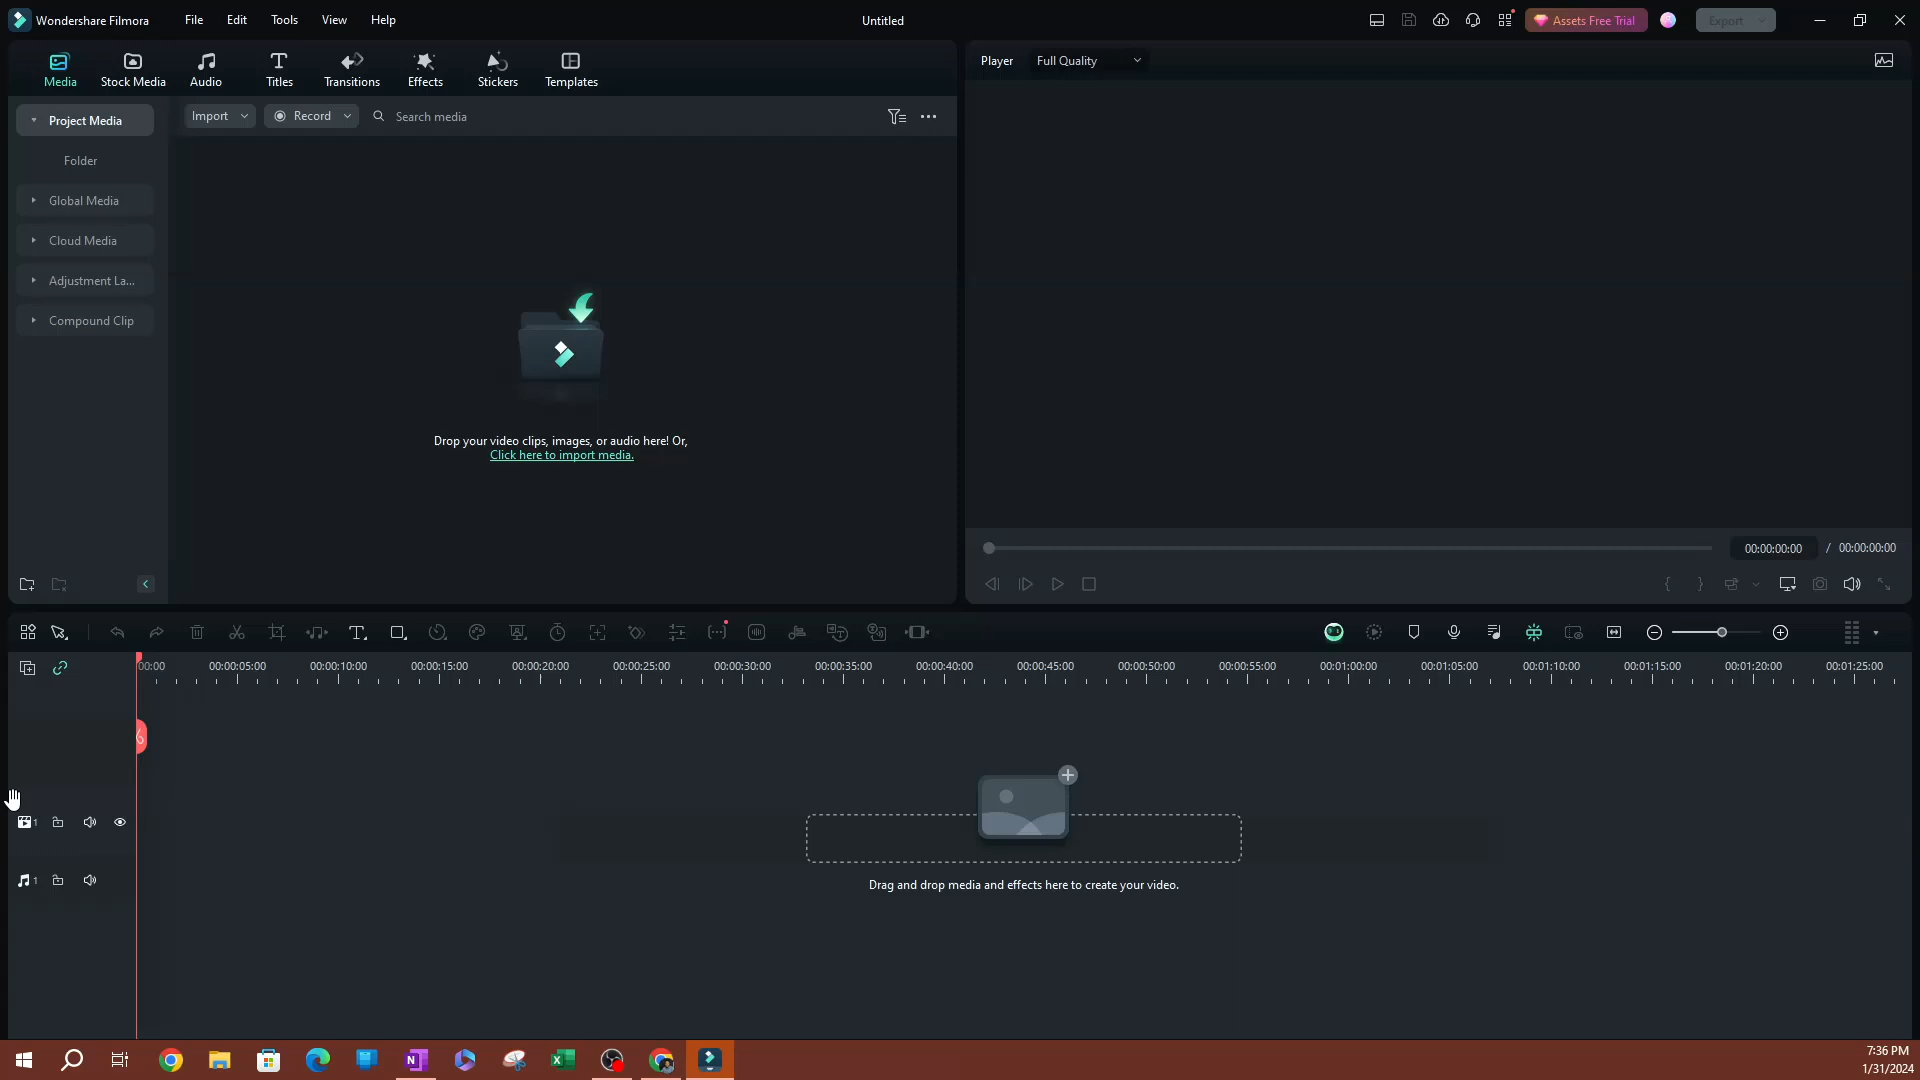 Wondershare Filmora
File
Edit
Tools
View
Help
Untitled
Assets Free Trial
Export
Media
Stock Media
Audio
Titles
Transitions
Effects
Stickers
Templates
Player
Full Quality
Project Media
Import
Record
Search media
Folder
Global Media
Cloud Media
Adjustment La...
Compound Clip
Drop your video clips, images, or audio here! Or,
Click here to import media.
00:00:00:00 / 00:00:00:00
00:00
00:00:05:00
00:00:10:00
00:00:15:00
00:00:20:00
00:00:25:00
00:00:30:00
00:00:35:00
00:00:40:00
00:00:45:00
00:00:50:00
00:00:55:00
00:01:00:00
00:01:05:00
00:01:10:00
00:01:15:00
00:01:20:00
00:01:25:00
1
1
Drag and drop media and effects here to create your video.
7:36 PM
1/31/2024